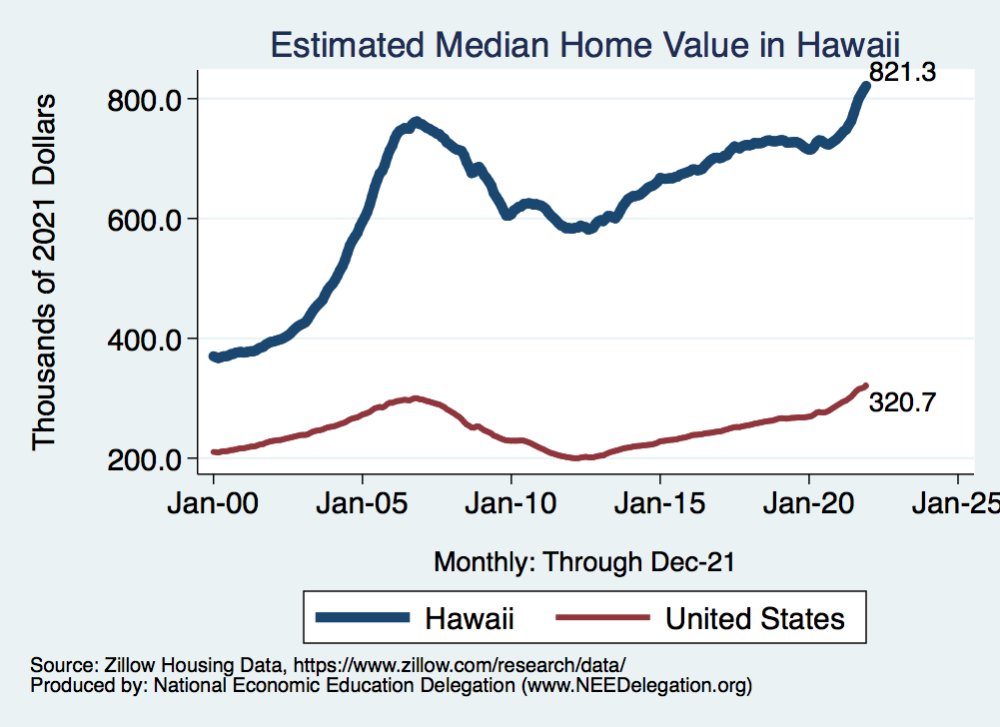 Estimated Median Home Value in Hawaii
821.3
800.0
600.0
400.0
200.0
Thousands of 2021 Dollars
320.7
Jan-00 Jan-05 Jan-10 Jan-15 Jan-20 Jan-25
Monthly: Through Dec-21
Hawaii United States
Source: Zillow Housing Data, https://www.zillow.com/research/data/
Produced by: National Economic Education Delegation (www.NEEDelegation.org)